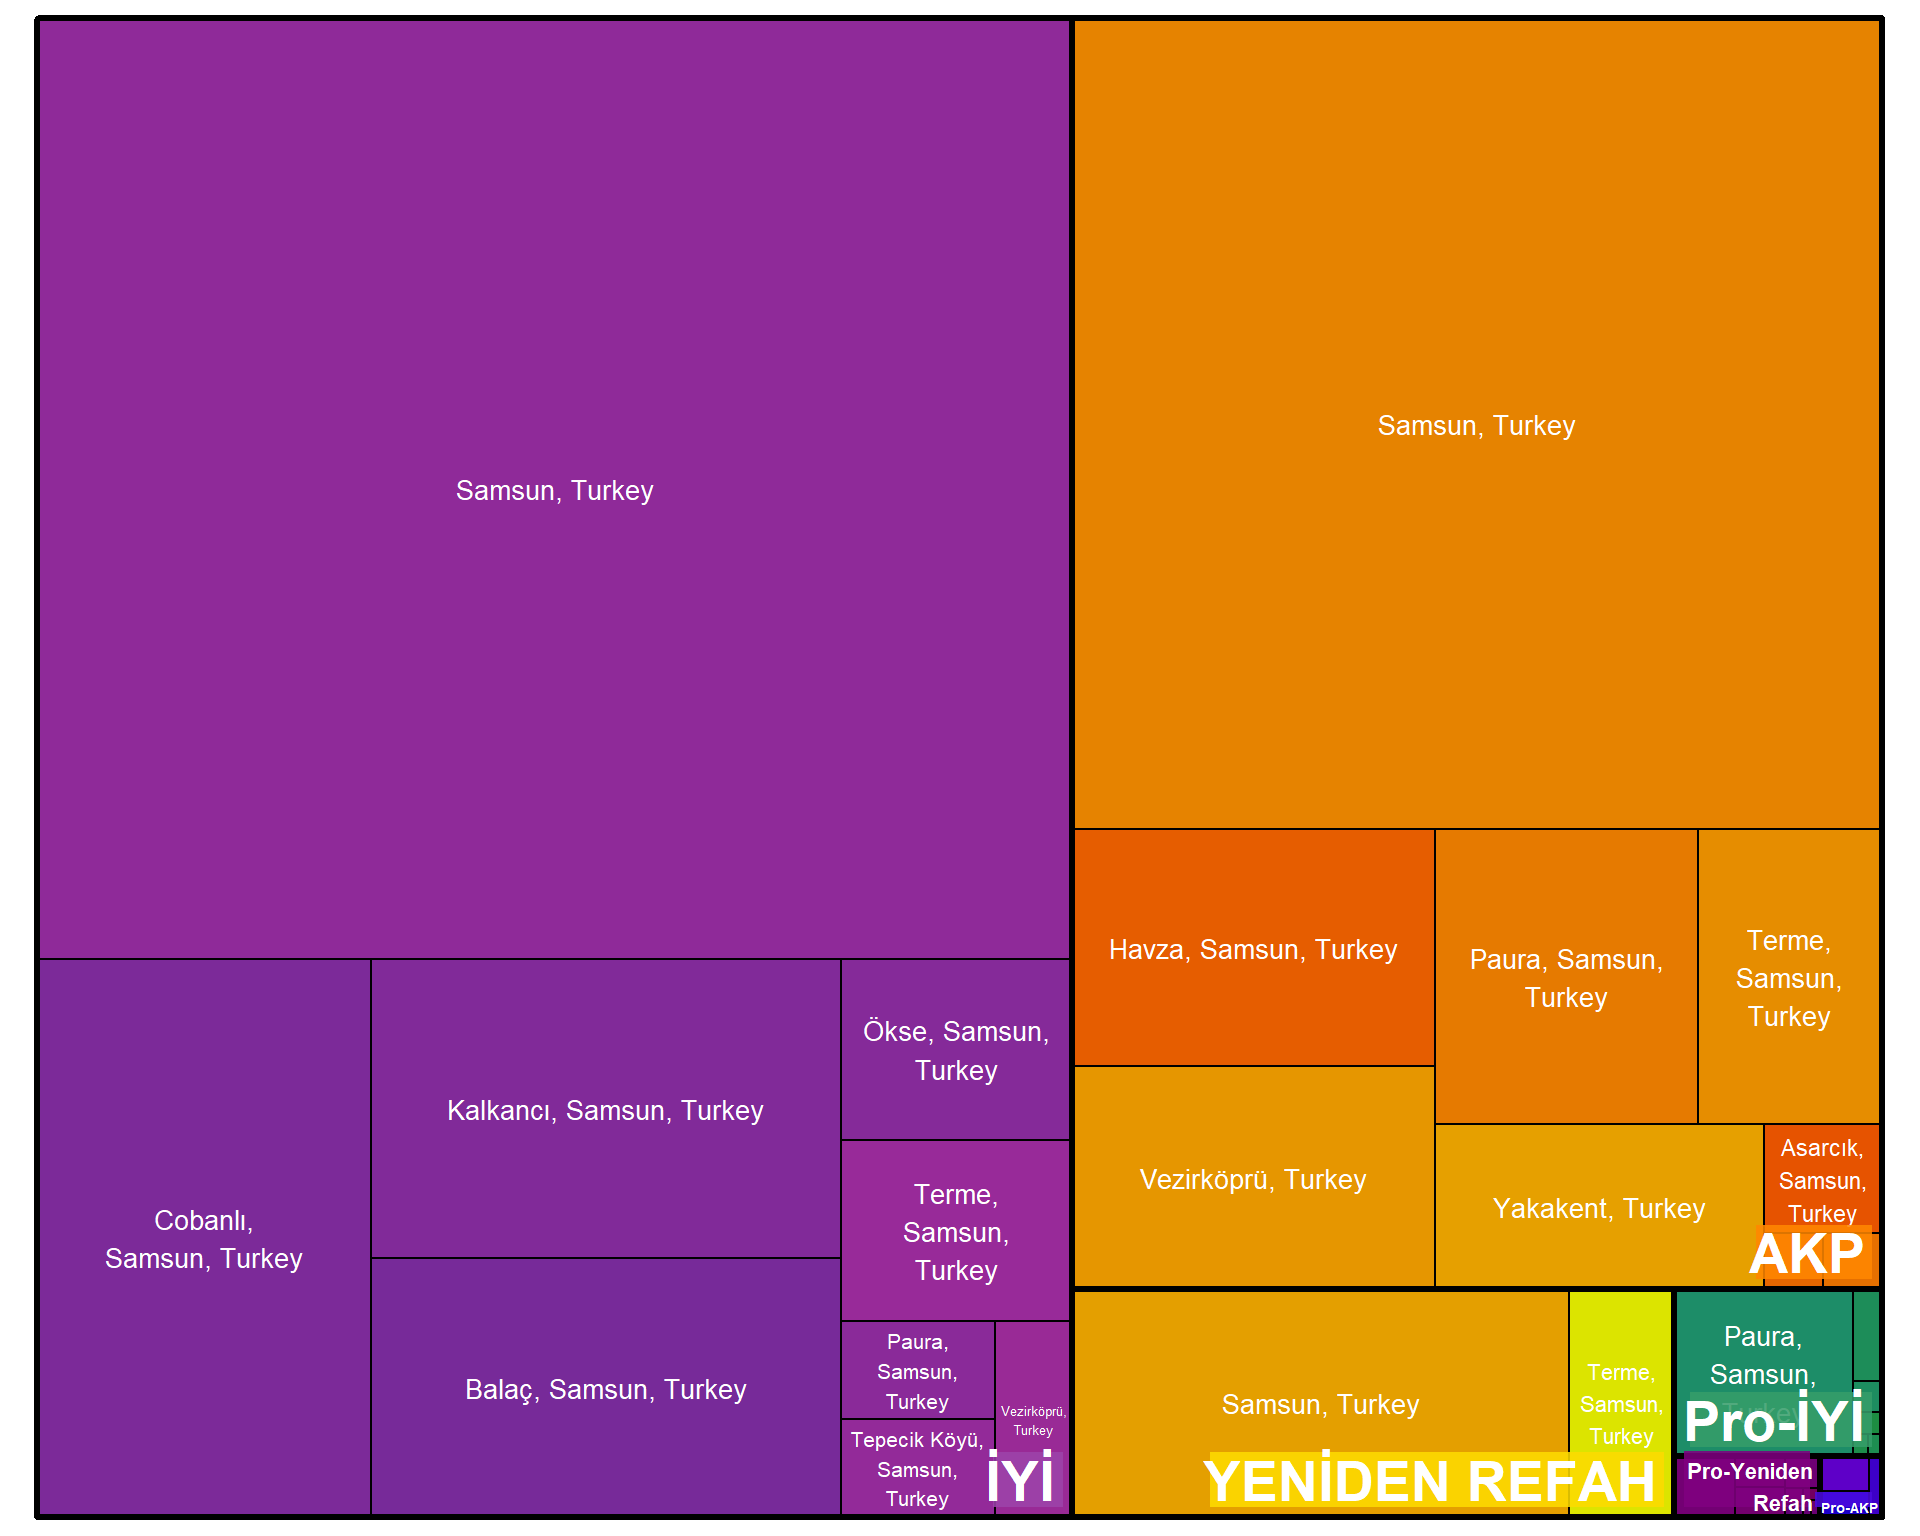 Samsun, Turkey
Cobanlı,
Samsun, Turkey
Kalkancı, Samsun, Turkey
Balaç, Samsun, Turkey
Ökse, Samsun,
Turkey
Terme,
Samsun,
Turkey
Paura,
Samsun,
Turkey
Tepecik Köyü,
Samsun,
Turkey
Vezirköprü,
Turkey
İYİ
Samsun, Turkey
Havza, Samsun, Turkey
Vezirköprü, Turkey
Paura, Samsun,
Turkey
Terme,
Samsun,
Turkey
Yakakent, Turkey
Asarcık,
Samsun,
Turkey
AKP
Samsun, Turkey
Terme,
Samsun,
Turkey
YENİDEN REFAH
Paura,
Samsun,
Turkey
Pro-İYİ
Pro-Yeniden
Refah
Pro-AKP